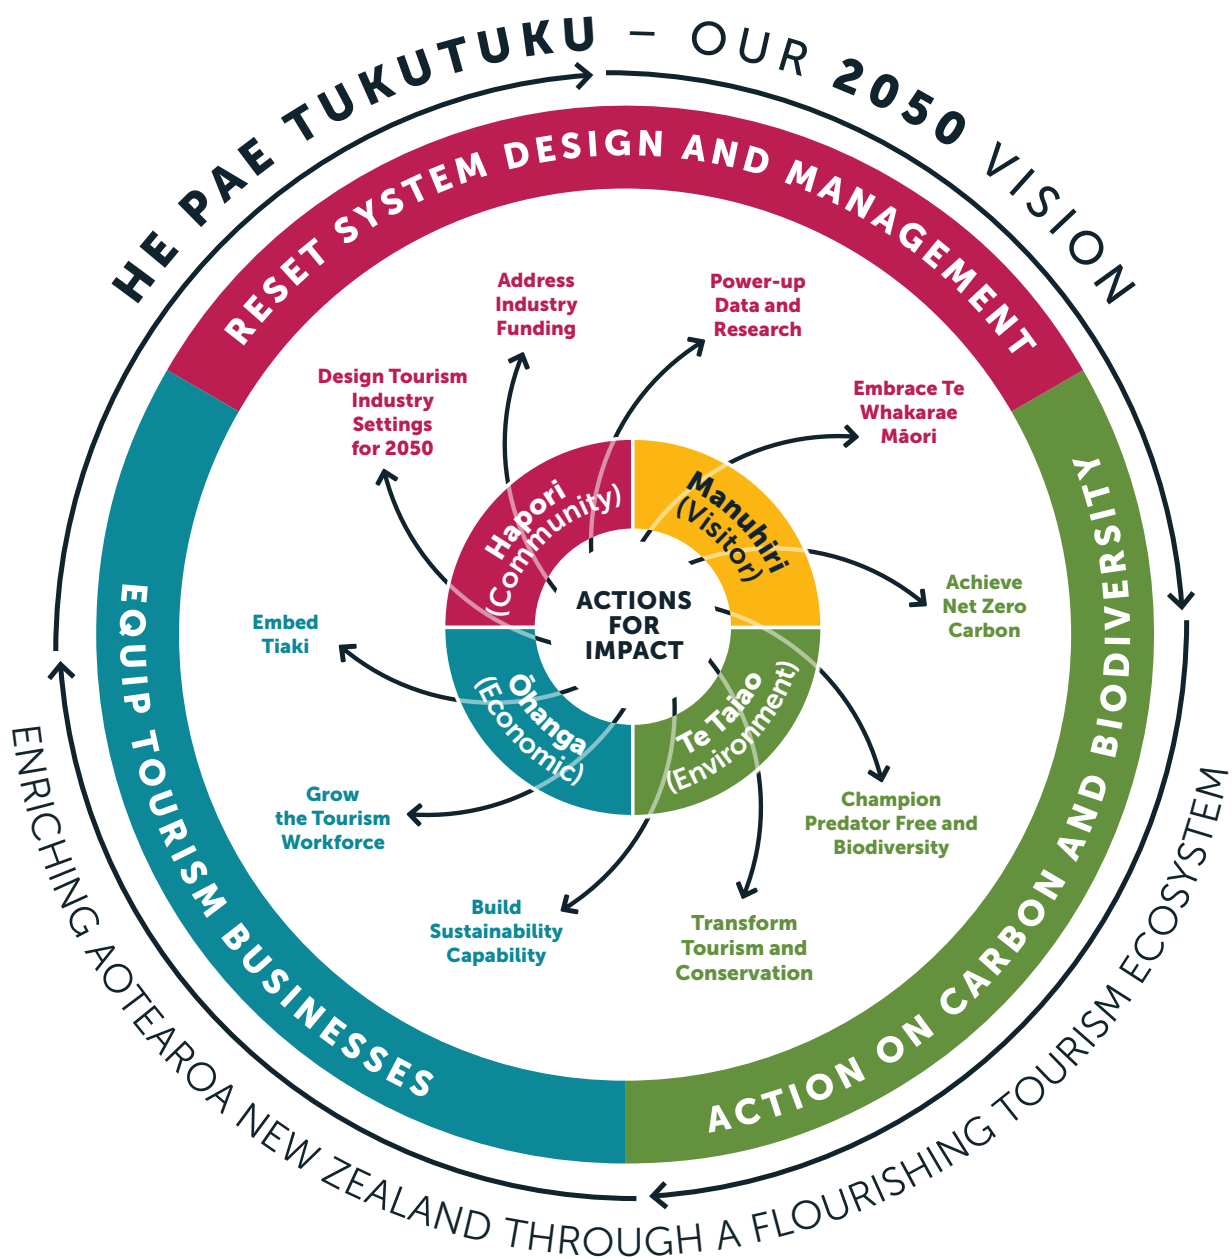 HE PAE TUKUTUKU – OUR 2050 VISION
RESET SYSTEM DESIGN AND MANAGEMENT
Address
Industry
Funding
Power-up
Data and
Research
Design Tourism
Industry
Settings
for 2050
Embrace Te
Whakarae
Māori
Hapori
(Community)
Manuhiri
(Visitor)
ACTIONS
FOR
IMPACT
Ōhanga
(Economic)
Te Taiao
(Environment)
Embed
Tiaki
Achieve
Net Zero
Carbon
Grow
the Tourism
Workforce
Champion
Predator Free and
Biodiversity
Build
Sustainability
Capability
Transform
Tourism and
Conservation
EQUIP TOURISM BUSINESSES
ACTION ON CARBON AND BIODIVERSITY
ENRICHING AOTEAROA NEW ZEALAND THROUGH A FLOURISHING TOURISM ECOSYSTEM